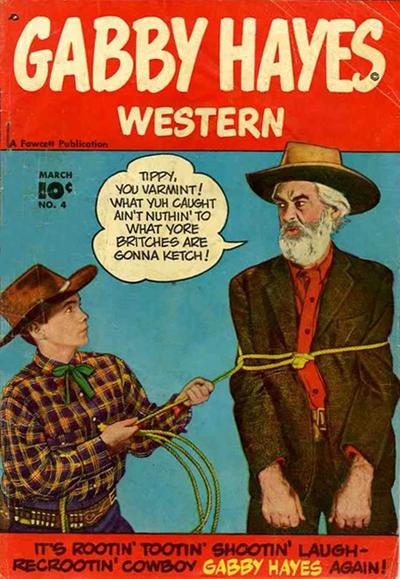 GABBY HAYES
©
WESTERN
A Fawcett Publication
MARCH
10¢
NO. 4
TIPPY,
YOU VARMINT!
WHAT YUH CAUGHT
AIN'T NUTHIN' TO
WHAT YORE
BRITCHES ARE
GONNA KETCH!
IT'S ROOTIN' TOOTIN' SHOOTIN' LAUGH-
RECROOTIN' COWBOY GABBY HAYES AGAIN!